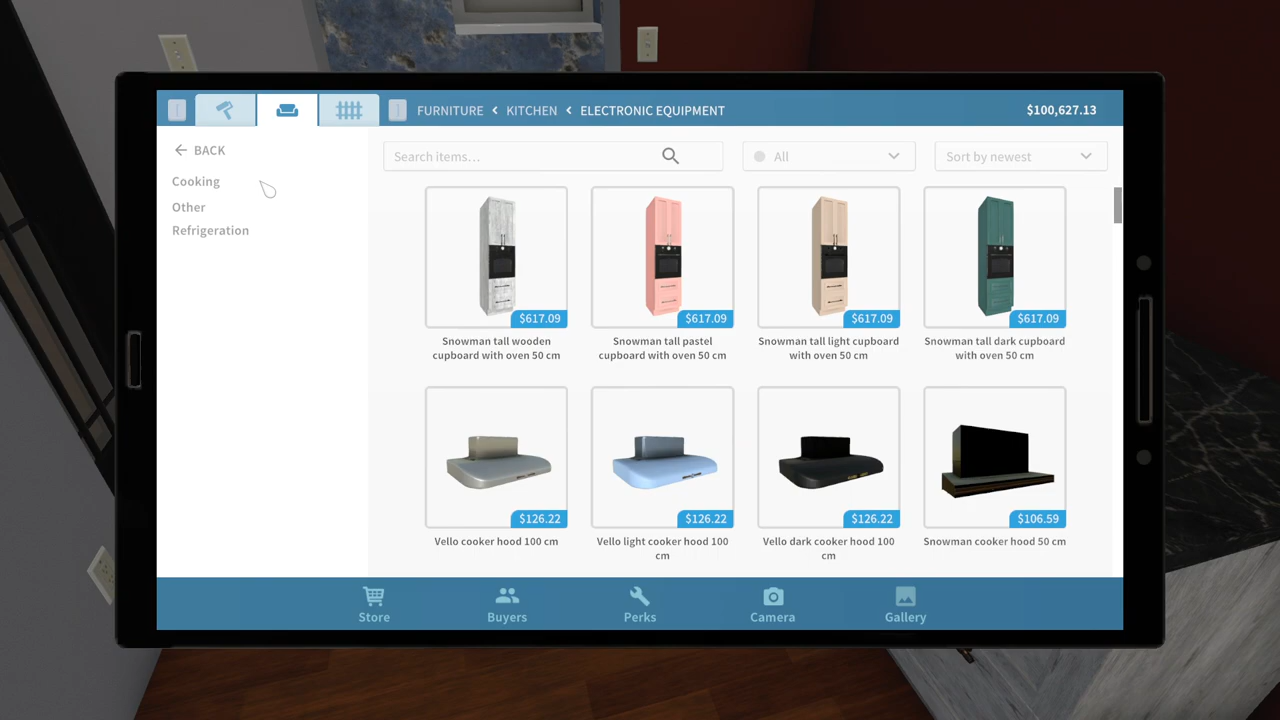 FURNITURE < KITCHEN < ELECTRONIC EQUIPMENT
$100,627.13
BACK
Search items...
All
Sort by newest
Cooking
Other
Refrigeration
$617.09
$617.09
$617.09
$617.09
Snowman tall wooden
cupboard with oven 50 cm
Snowman tall pastel
cupboard with oven 50 cm
Snowman tall light cupboard
with oven 50 cm
Snowman tall dark cupboard
with oven 50 cm
$126.22
$126.22
$126.22
$106.59
Vello cooker hood 100 cm
Vello light cooker hood 100
cm
Vello dark cooker hood 100
cm
Snowman cooker hood 50 cm
Store
Buyers
Perks
Camera
Gallery